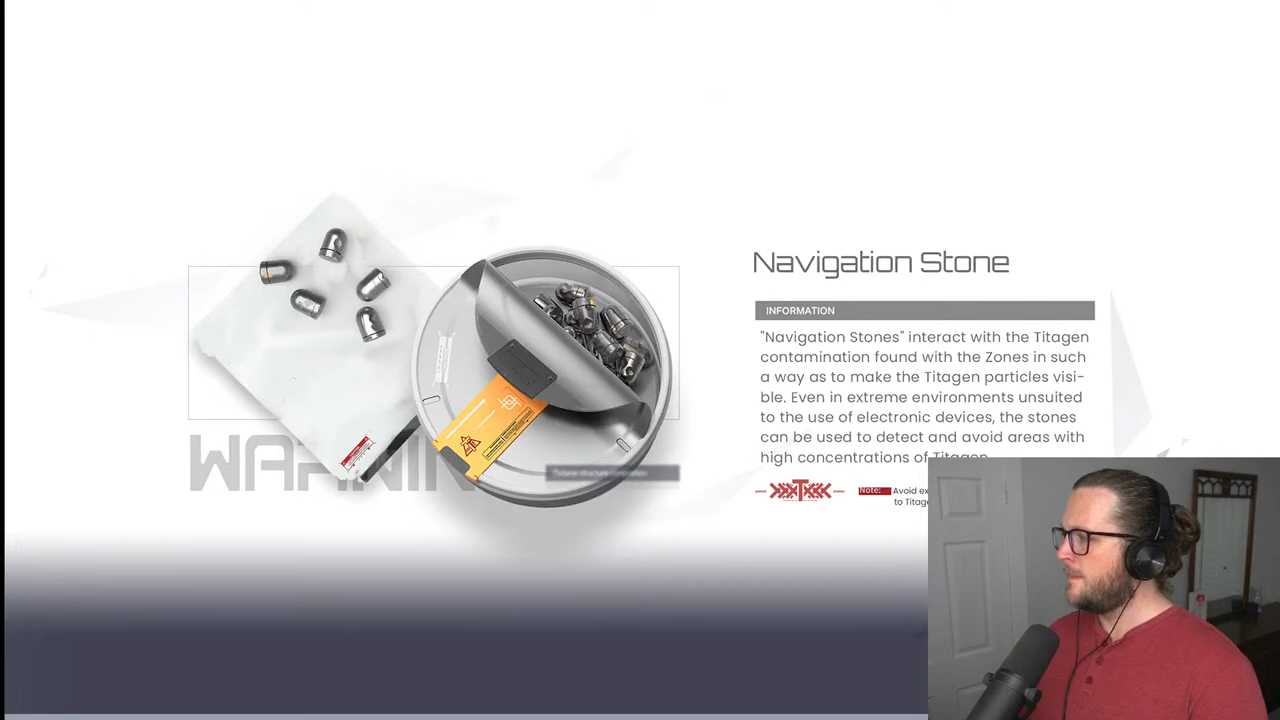 Navigation Stone
INFORMATION
"Navigation Stones" interact with the Titagen
contamination found with the Zones in such
a way as to make the Titagen particles visi-
ble. Even in extreme environments unsuited
to the use of electronic devices, the stones
can be used to detect and avoid areas with
high concentrations of Titagen.
Note: Avoid
to